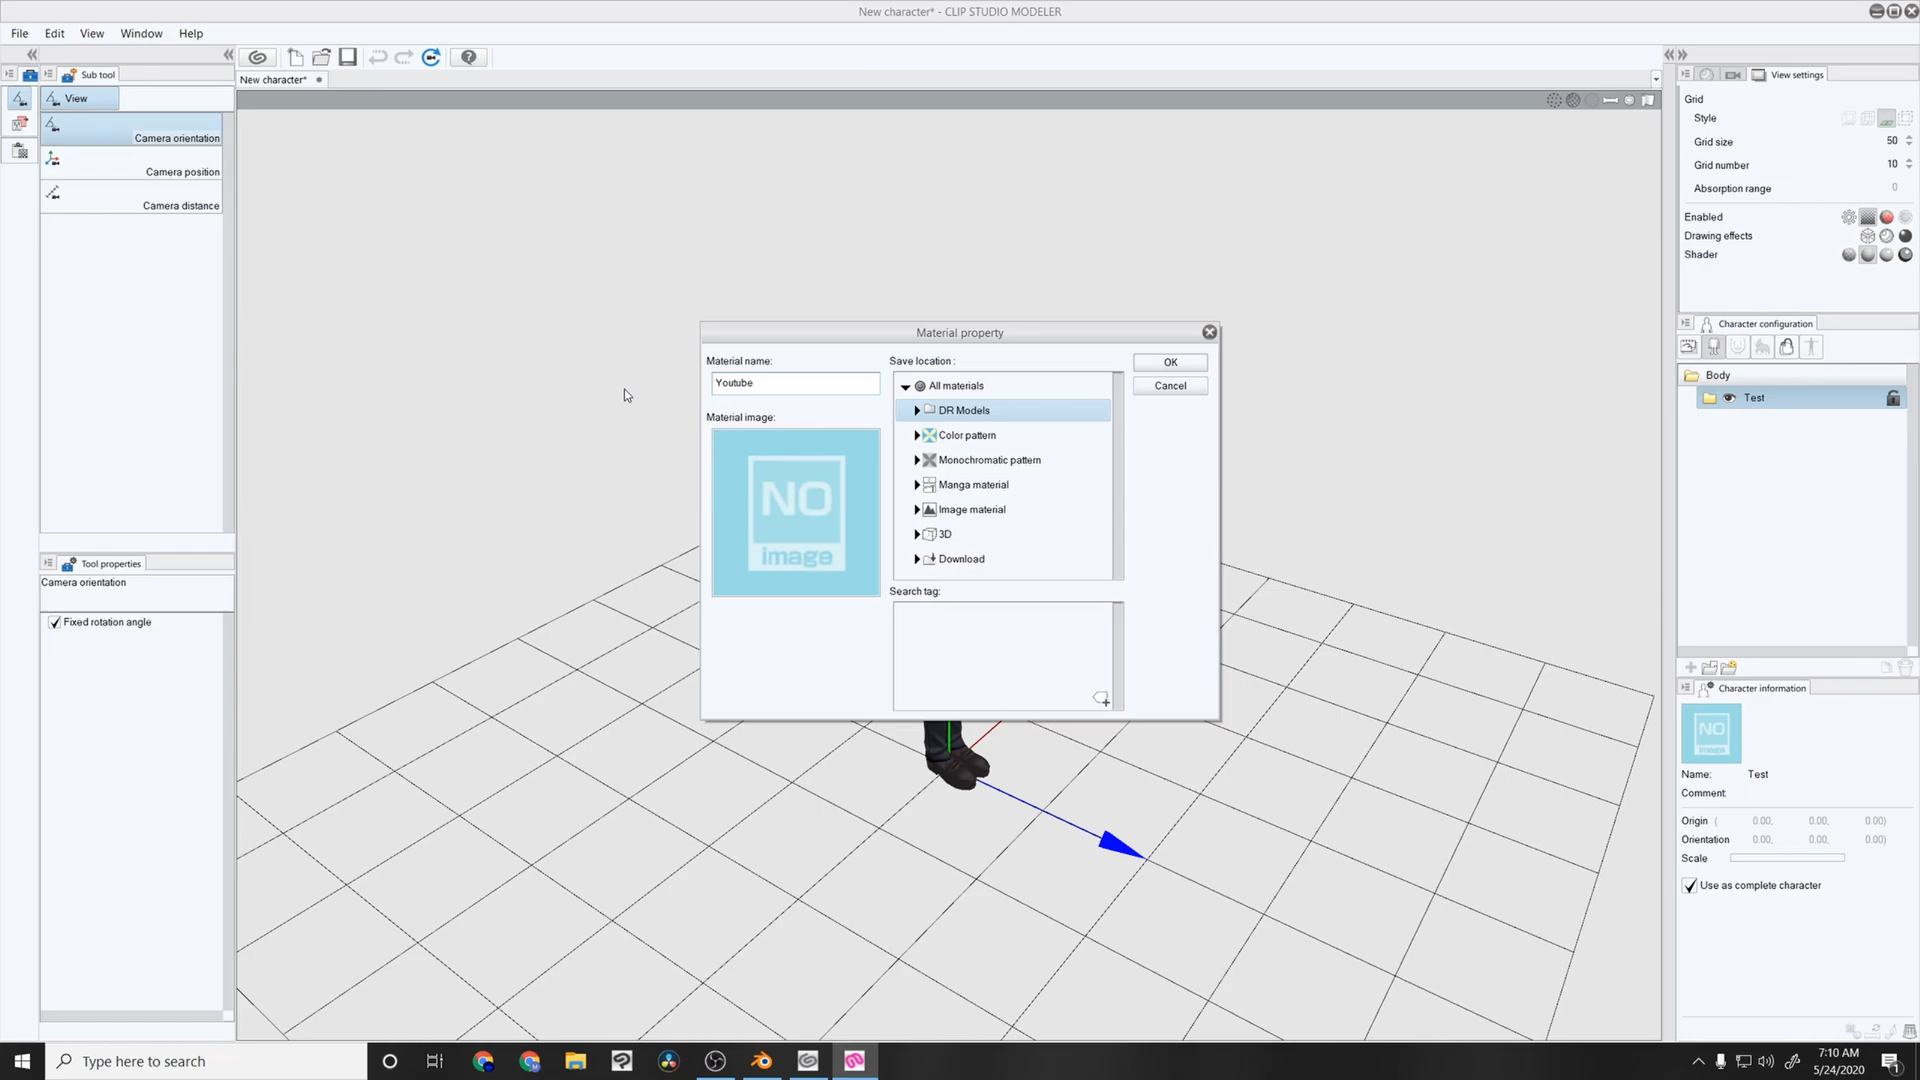 New character* - CLIP STUDIO MODELER
File Edit View Window Help
Sub tool
New character*
View
Camera orientation
Camera position
Camera distance
Tool properties
Camera orientation
Fixed rotation angle
Material property
Material name:
Youtube
Material image:
NO
image
Save location :
All materials
DR Models
Color pattern
Monochromatic pattern
Manga material
Image material
3D
Download
Search tag:
OK
Cancel
View settings
Grid
Style
Grid size 50
Grid number 10
Absorption range 0
Enabled
Drawing effects
Shader
Character configuration
Body
Test
Character information
NO
image
Name: Test
Comment:
Origin ( 0.00, 0.00, 0.00)
Orientation 0.00, 0.00, 0.00)
Scale
Use as complete character
Type here to search
7:10 AM
5/24/2020
1